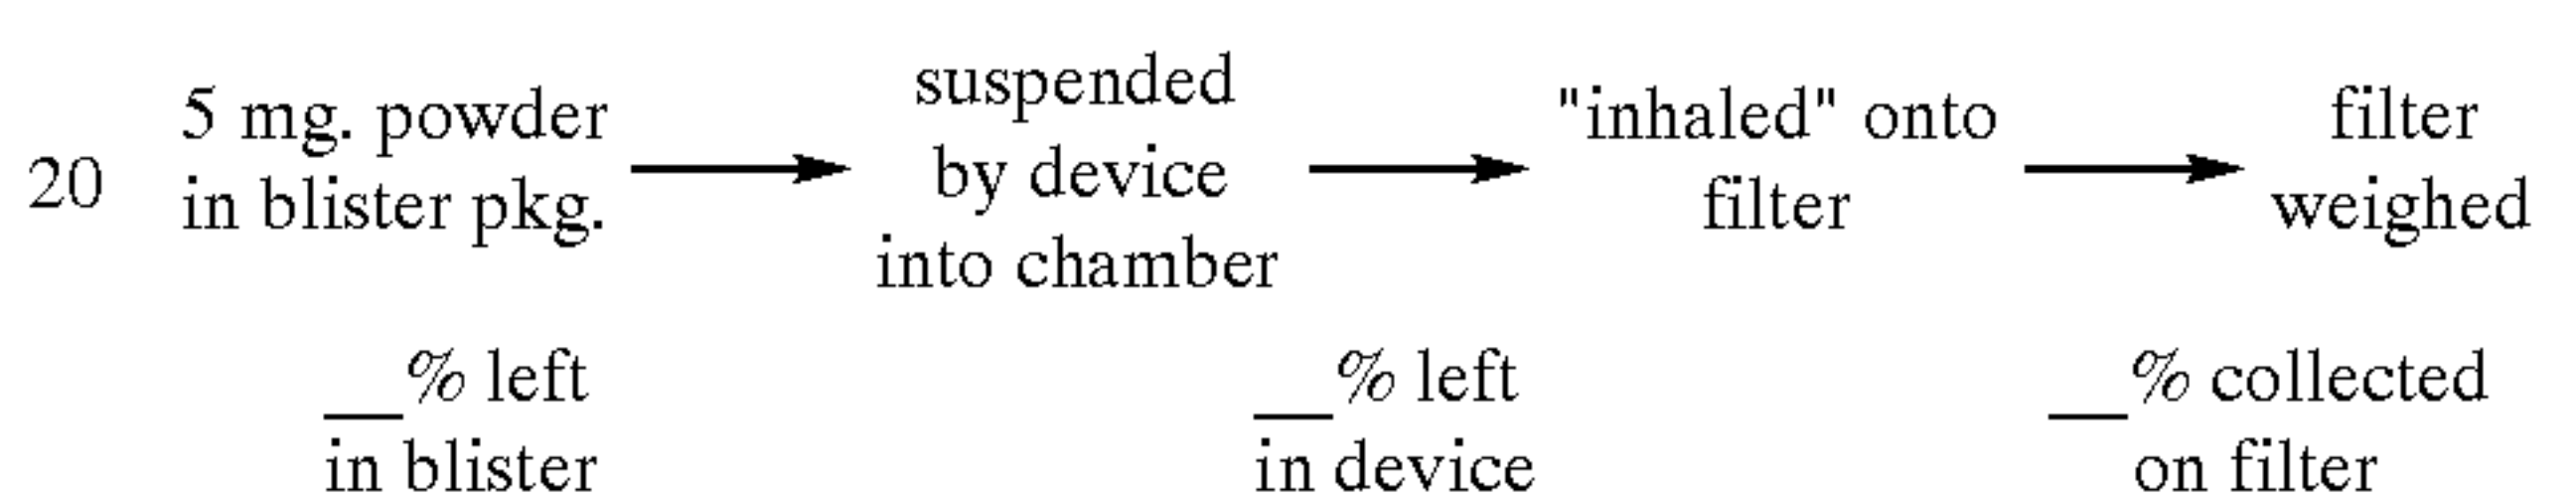 20
5 mg. powder
in blister pkg.
suspended
by device
into chamber
"inhaled" onto
filter
filter
weighed
__% left
in blister
__% left
in device
__% collected
on filter